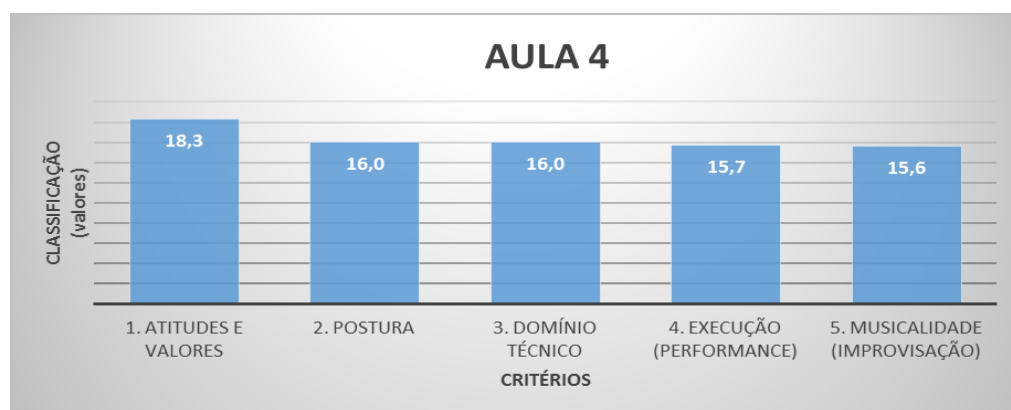 AULA 4
CLASSIFICAÇÃO
(valores)
18,3
16,0
16,0
15,7
15,6
1. ATITUDES E
VALORES
2. POSTURA
3. DOMÍNIO
TÉCNICO
4. EXECUÇÃO
(PERFORMANCE)
5. MUSICALIDADE
(IMPROVISAÇÃO)
CRITÉRIOS